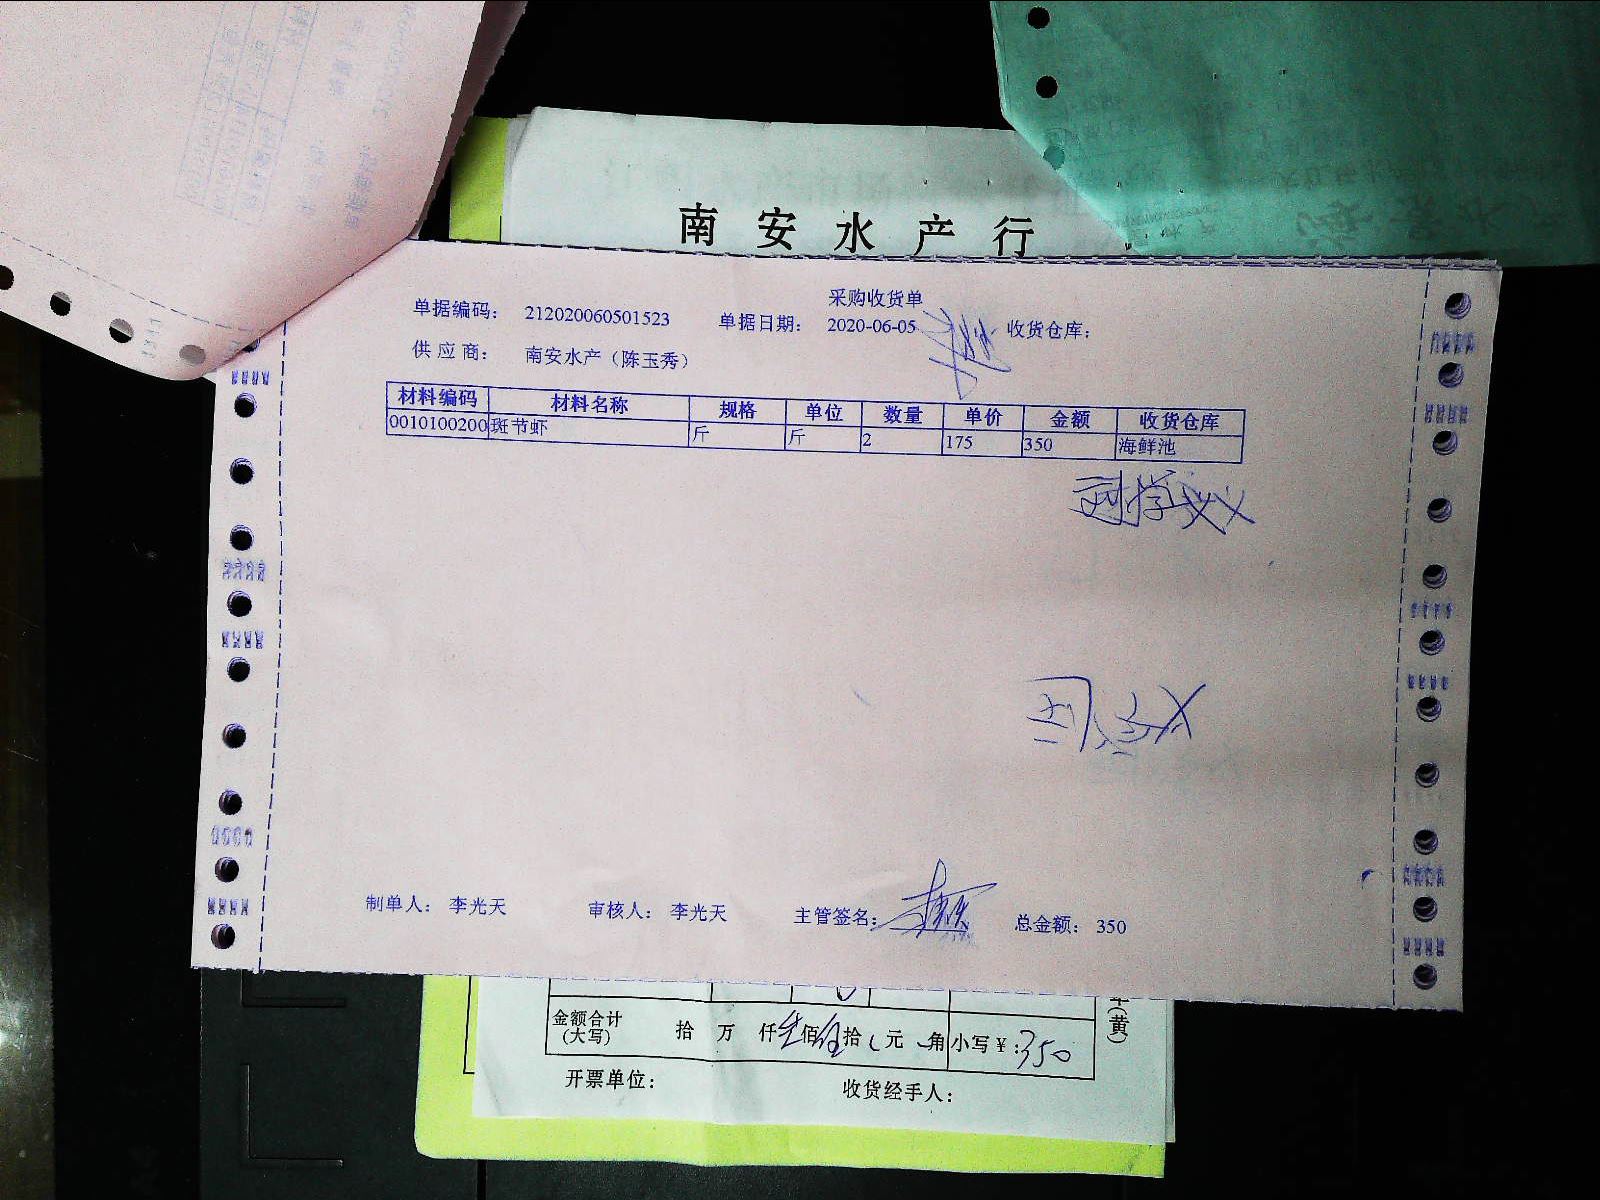 南安水产行
采购收货单
单据编码： 212020060501523 单据日期： 2020-06-05 收货仓库：
供应商： 南安水产（陈玉秀）
材料编码 材料名称 规格 单位 数量 单价 金额 收货仓库
0010100200 斑节虾 斤 斤 2 175 350 海鲜池
制单人： 李光天 审核人： 李光天 主管签名： 总金额： 350
(黄)
金额合计 拾 万 仟 佰 拾 元 角 小写￥：350
(大写)
开票单位： 收货经手人：